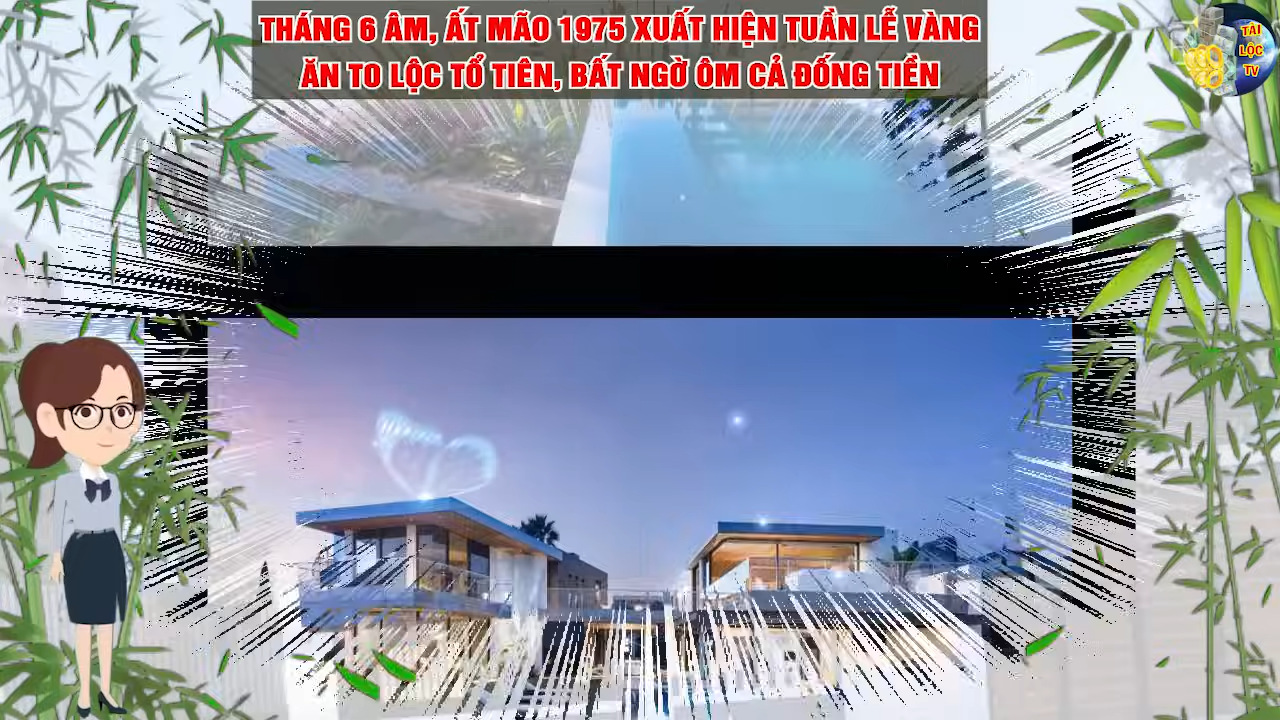 THÁNG 6 ÂM, ẤT MÃO 1975 XUẤT HIỆN TUẦN LỄ VÀNG
ĂN TO LỘC TỔ TIÊN, BẤT NGỜ ÔM CẢ ĐỐNG TIỀN
TÀI
LỘC
TV